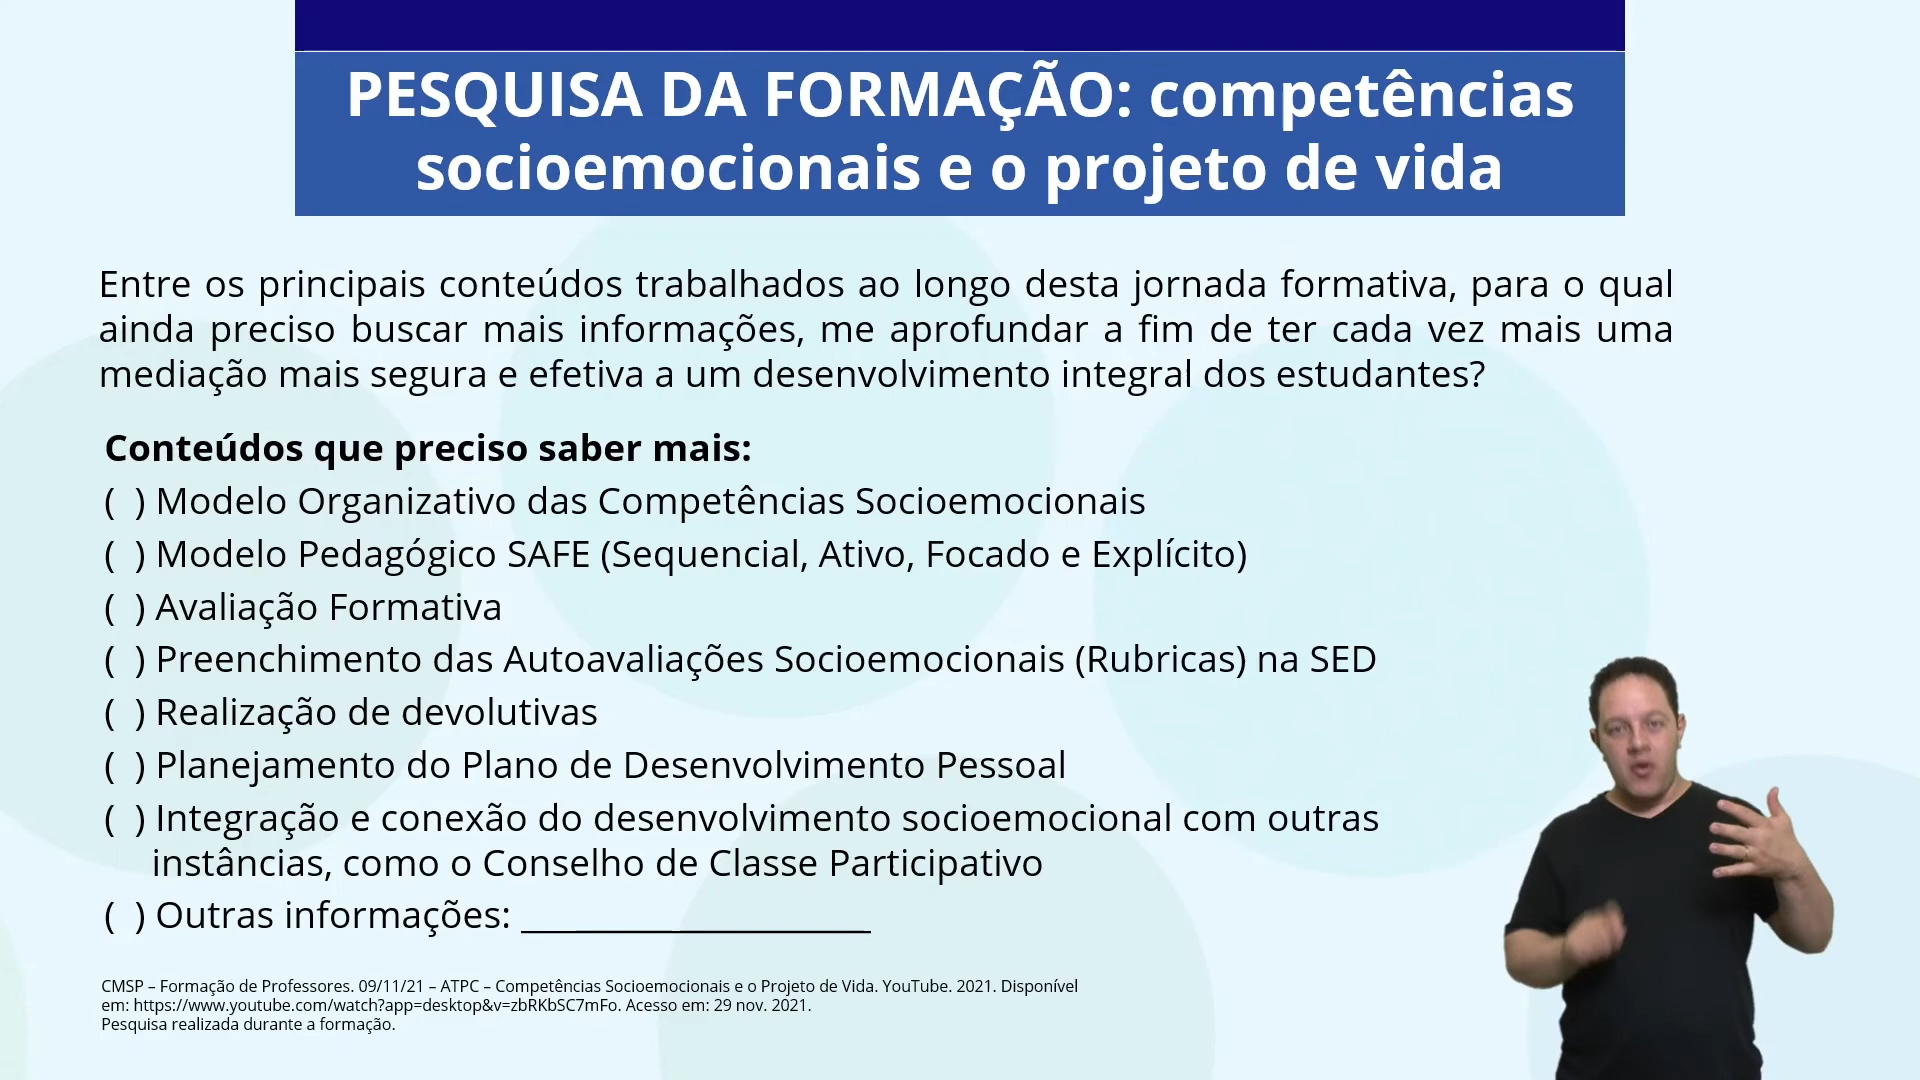 PESQUISA DA FORMAÇÃO: competências
socioemocionais e o projeto de vida
Entre os principais conteúdos trabalhados ao longo desta jornada formativa, para o qual
ainda preciso buscar mais informações, me aprofundar a fim de ter cada vez mais uma
mediação mais segura e efetiva a um desenvolvimento integral dos estudantes?
Conteúdos que preciso saber mais:
( ) Modelo Organizativo das Competências Socioemocionais
( ) Modelo Pedagógico SAFE (Sequencial, Ativo, Focado e Explícito)
( ) Avaliação Formativa
( ) Preenchimento das Autoavaliações Socioemocionais (Rubricas) na SED
( ) Realização de devolutivas
( ) Planejamento do Plano de Desenvolvimento Pessoal
( ) Integração e conexão do desenvolvimento socioemocional com outras
instâncias, como o Conselho de Classe Participativo
( ) Outras informações: __________________
CMSP – Formação de Professores. 09/11/21 – ATPC – Competências Socioemocionais e o Projeto de Vida. YouTube. 2021. Disponível
em: https://www.youtube.com/watch?app=desktop&v=zbRKbSC7mFo. Acesso em: 29 nov. 2021.
Pesquisa realizada durante a formação.